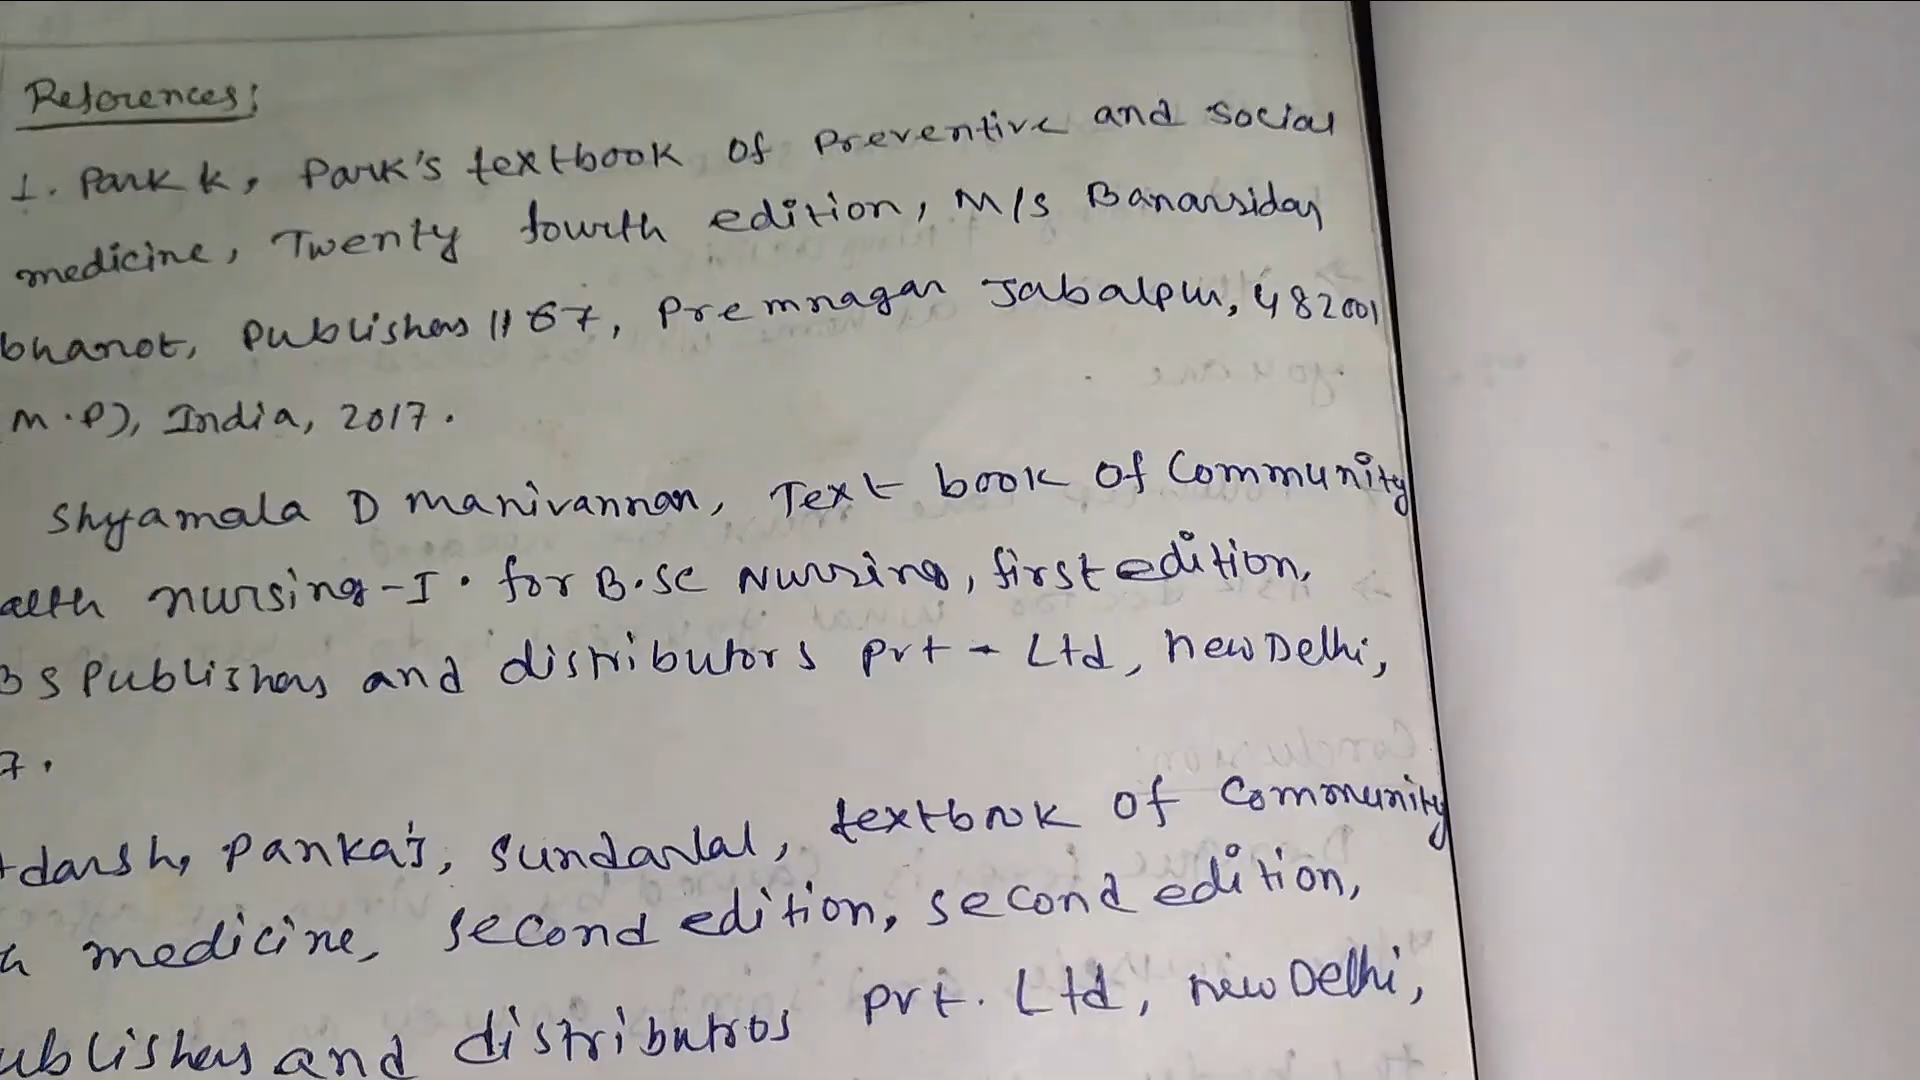 References:
1. Park K, Park's textbook of Preventive and social
medicine, Twenty fourth edition, M/s Banarsidas
bhanot, Publishers 1167, Premnagar Jabalpur, 482001
M.P), India, 2017.
Shyamala D Manivannan, Text book of Community
alth nursing-I. for B.Sc Nursing, first edition,
BS Publishers and distributors Pvt - Ltd, New Delhi,
7.
darsh, Pankaj, Sundarlal, textbook of Community
medicine, second edition, second edition,
ublishers and distributros Pvt. Ltd, New Delhi,